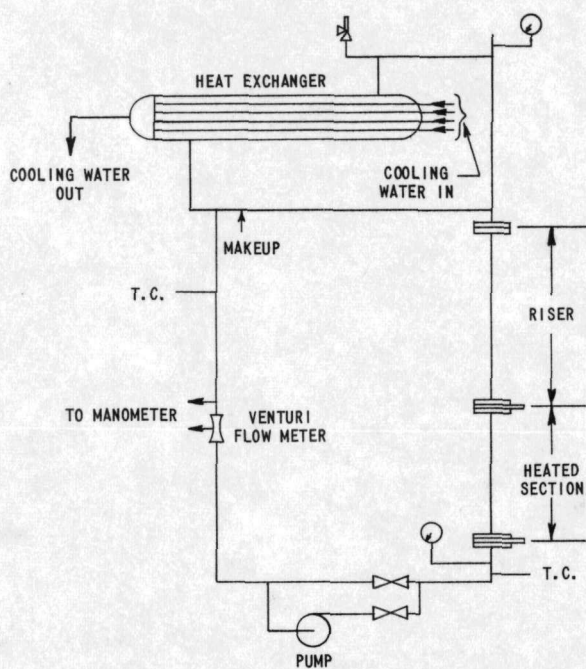 HEAT EXCHANGER
COOLING WATER
OUT
COOLING
WATER IN
MAKEUP
T.C.
RISER
TO MANOMETER
VENTURI
FLOW METER
HEATED
SECTION
T.C.
PUMP